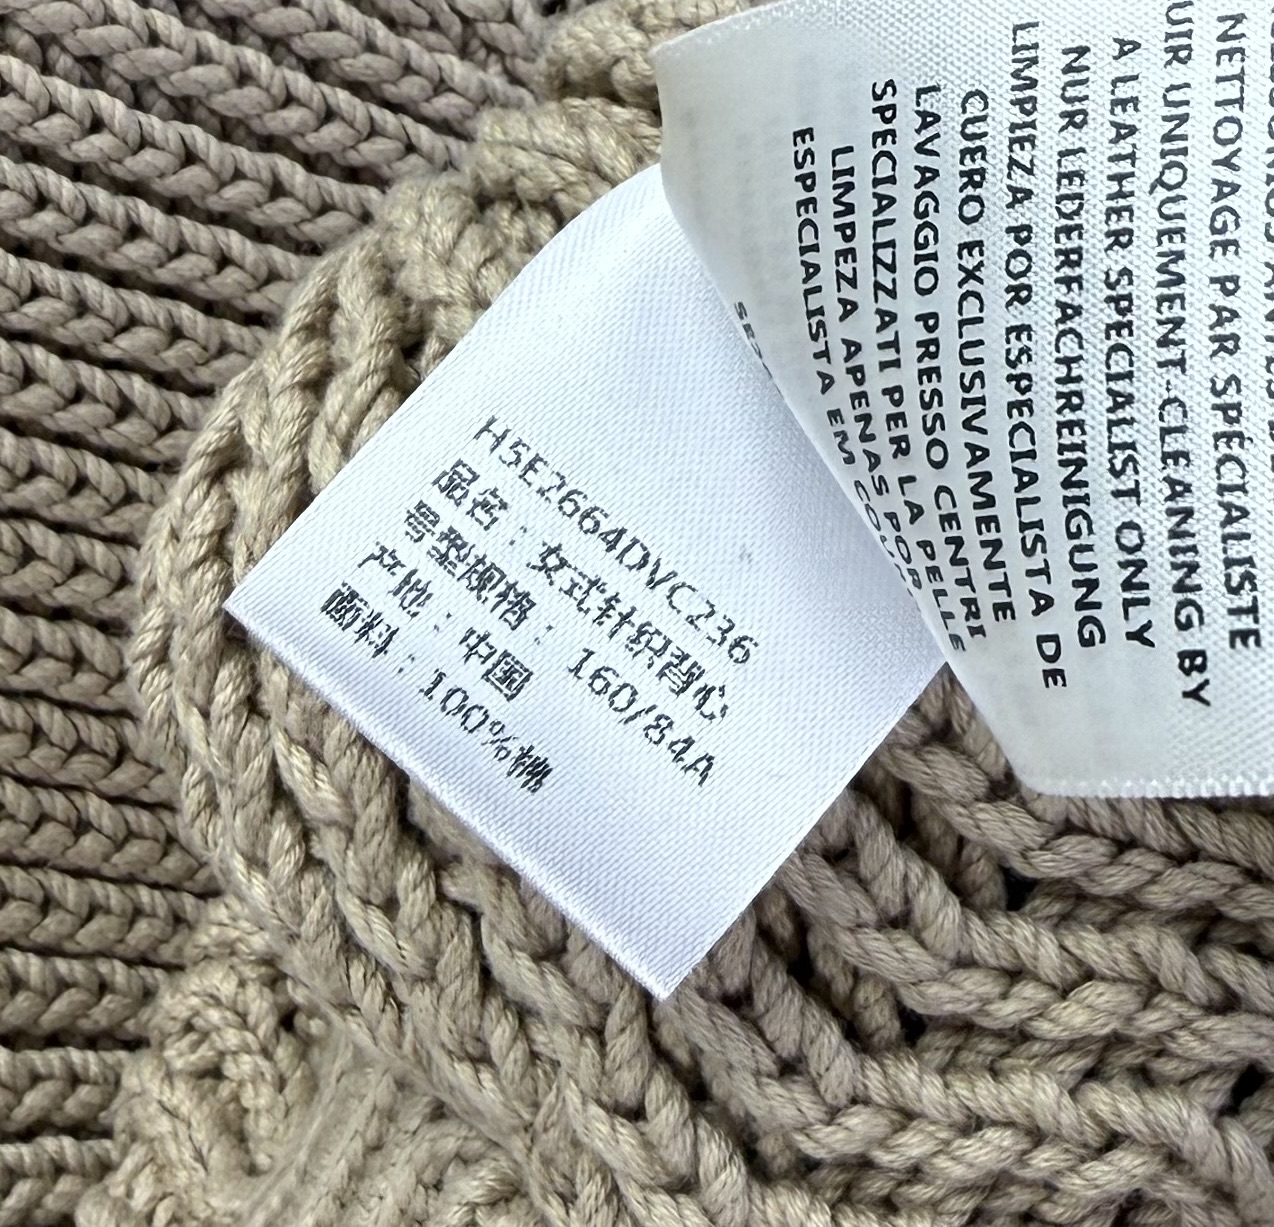 H5E2664DVC236
品名：女式针织背心
号型规格：160/84A
产地：中国
面料：100%棉
NETTOYAGE PAR SPÉCIALISTE
UIR UNIQUEMENT-CLEANING BY
A LEATHER SPECIALIST ONLY
NUR LEDERFACHREINIGUNG
LIMPIEZA POR ESPECIALISTA DE
CUERO EXCLUSIVAMENTE
LAVAGGIO PRESSO CENTRI
SPECIALIZZATI PER LA PELLE
LIMPEZA APENAS POR
ESPECIALISTA EM